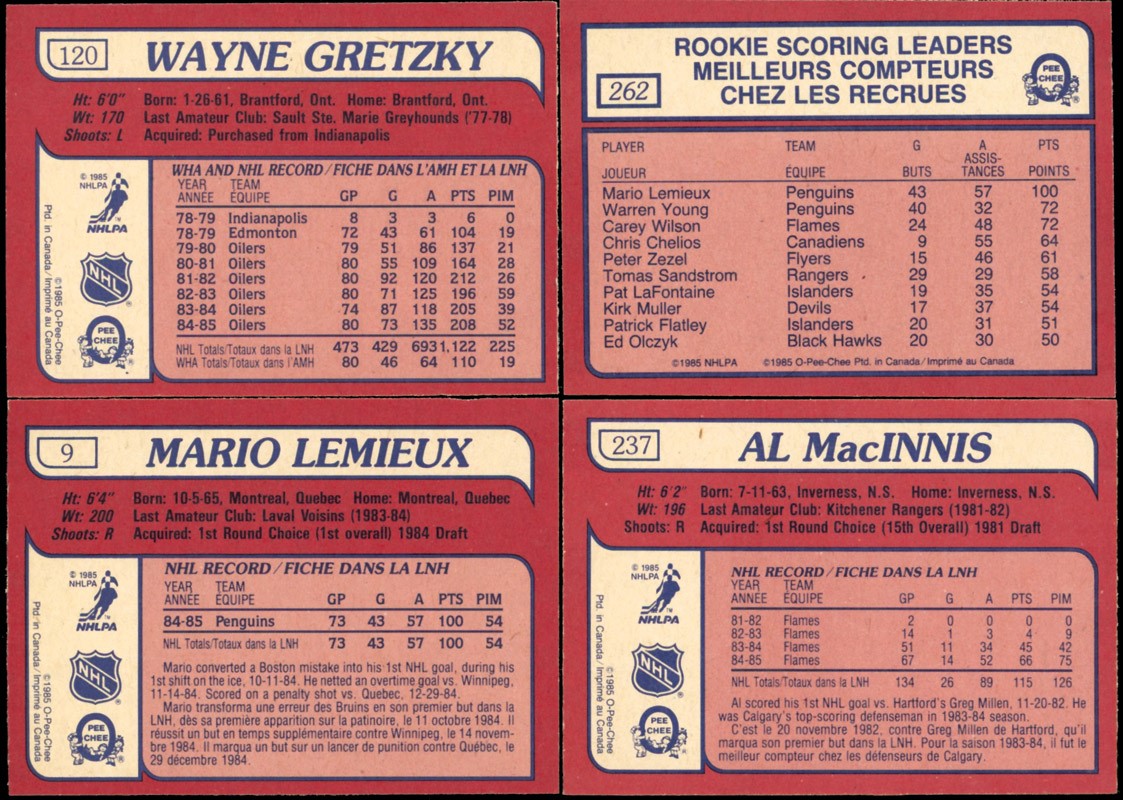 120 WAYNE GRETZKY
Ht: 6'0" Born: 1-26-61, Brantford, Ont. Home: Brantford, Ont.
Wt: 170 Last Amateur Club: Sault Ste. Marie Greyhounds ('77-78)
Shoots: L Acquired: Purchased from Indianapolis
© 1985
NHLPA
NHLPA
NHL
PEE
CHEE
©1985 O-Pee-Chee
Ptd. in Canada/Imprimé au Canada
WHA AND NHL RECORD/FICHE DANS L'AMH ET LA LNH
YEAR TEAM
ANNÉE ÉQUIPE GP G A PTS PIM
78-79 Indianapolis 8 3 3 6 0
78-79 Edmonton 72 43 61 104 19
79-80 Oilers 79 51 86 137 21
80-81 Oilers 80 55 109 164 28
81-82 Oilers 80 92 120 212 26
82-83 Oilers 80 71 125 196 59
83-84 Oilers 74 87 118 205 39
84-85 Oilers 80 73 135 208 52
NHL Totals/Totaux dans la LNH 473 429 693 1,122 225
WHA Totals/Totaux dans l'AMH 80 46 64 110 19
262
ROOKIE SCORING LEADERS
MEILLEURS COMPTEURS
CHEZ LES RECRUES
PEE
CHEE
PLAYER TEAM G A PTS
ASSIS-
JOUEUR ÉQUIPE BUTS TANCES POINTS
Mario Lemieux Penguins 43 57 100
Warren Young Penguins 40 32 72
Carey Wilson Flames 24 48 72
Chris Chelios Canadiens 9 55 64
Peter Zezel Flyers 15 46 61
Tomas Sandstrom Rangers 29 29 58
Pat LaFontaine Islanders 19 35 54
Kirk Muller Devils 17 37 54
Patrick Flatley Islanders 20 31 51
Ed Olczyk Black Hawks 20 30 50
©1985 NHLPA ©1985 O-Pee-Chee Ptd. in Canada/Imprimé au Canada
9 MARIO LEMIEUX
Ht: 6'4" Born: 10-5-65, Montreal, Quebec Home: Montreal, Quebec
Wt: 200 Last Amateur Club: Laval Voisins (1983-84)
Shoots: R Acquired: 1st Round Choice (1st overall) 1984 Draft
© 1985
NHLPA
NHLPA
NHL
PEE
CHEE
©1985 O-Pee-Chee
Ptd. in Canada/Imprimé au Canada
NHL RECORD/FICHE DANS LA LNH
YEAR TEAM
ANNÉE ÉQUIPE GP G A PTS PIM
84-85 Penguins 73 43 57 100 54
NHL Totals/Totaux dans la LNH 73 43 57 100 54
Mario converted a Boston mistake into his 1st NHL goal, during his
1st shift on the ice, 10-11-84. He netted an overtime goal vs. Winnipeg,
11-14-84. Scored on a penalty shot vs. Quebec, 12-29-84.
Mario transforma une erreur des Bruins en son premier but dans la
LNH, dès sa première apparition sur la patinoire, le 11 octobre 1984. Il
réussit un but en temps supplémentaire contre Winnipeg, le 14 novem-
bre 1984. Il marqua un but sur un lancer de punition contre Québec, le
29 décembre 1984.
237 AL MacINNIS
Ht: 6'2" Born: 7-11-63, Inverness, N.S. Home: Inverness, N.S.
Wt: 196 Last Amateur Club: Kitchener Rangers (1981-82)
Shoots: R Acquired: 1st Round Choice (15th Overall) 1981 Draft
© 1985
NHLPA
NHLPA
NHL
PEE
CHEE
©1985 O-Pee-Chee
Ptd. in Canada/Imprimé au Canada
NHL RECORD/FICHE DANS LA LNH
YEAR TEAM
ANNÉE ÉQUIPE GP G A PTS PIM
81-82 Flames 2 0 0 0 0
82-83 Flames 14 1 3 4 9
83-84 Flames 51 11 34 45 42
84-85 Flames 67 14 52 66 75
NHL Totals/Totaux dans la LNH 134 26 89 115 126
Al scored his 1st NHL goal vs. Hartford's Greg Millen, 11-20-82. He
was Calgary's top-scoring defenseman in 1983-84 season.
C'est le 20 novembre 1982, contre Greg Millen de Hartford, qu'il
marqua son premier but dans la LNH. Pour la saison 1983-84, il fut le
meilleur compteur chez les défenseurs de Calgary.